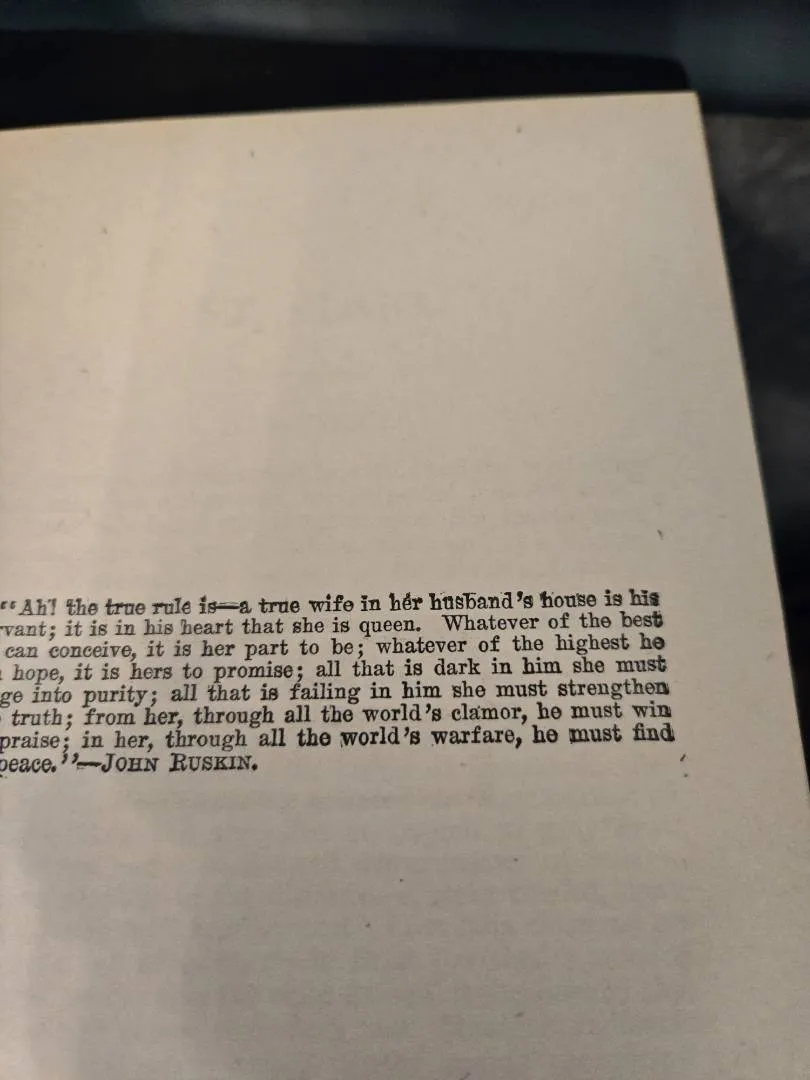 "Ah! the true rule is—a true wife in her husband's house is his
vant; it is in his heart that she is queen. Whatever of the best
can conceive, it is her part to be; whatever of the highest he
hope, it is hers to promise; all that is dark in him she must
ge into purity; all that is failing in him she must strengthen
truth; from her, through all the world's clamor, he must win
praise; in her, through all the world's warfare, he must find
peace."—JOHN RUSKIN.